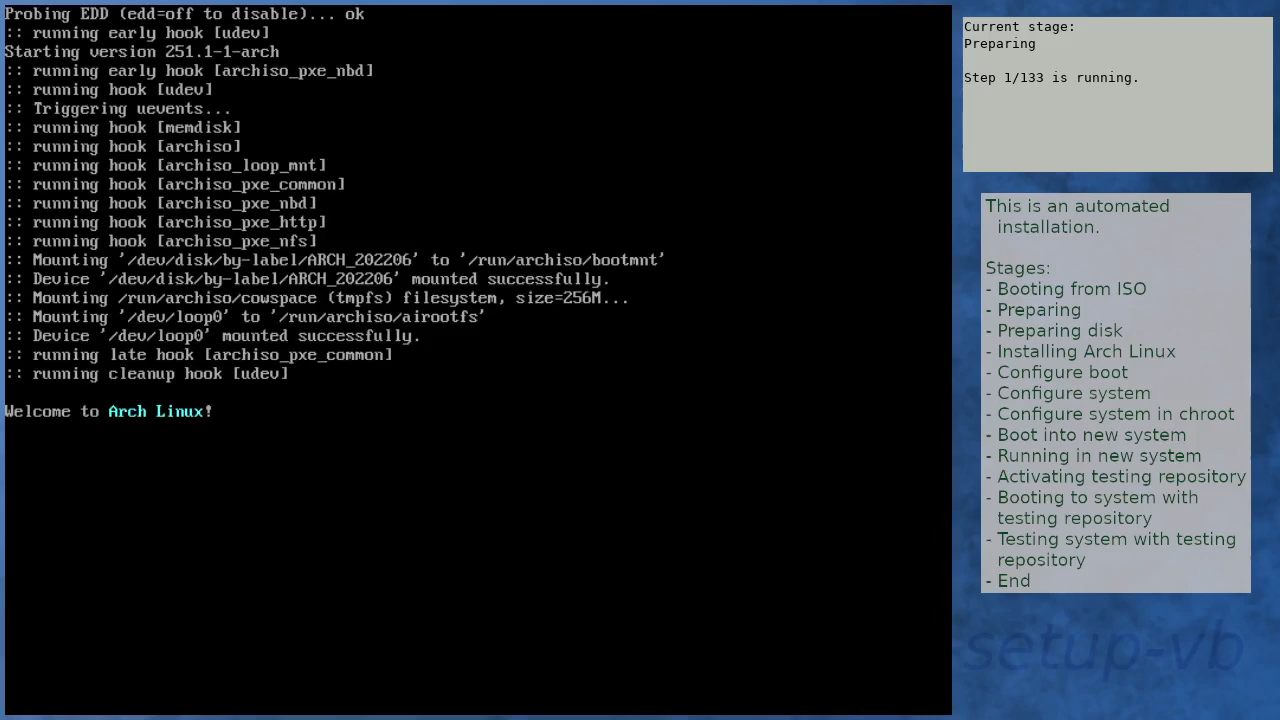 Probing EDD (edd=off to disable)... ok
:: running early hook [udev]
Starting version 251.1-1-arch
:: running early hook [archiso_pxe_nbd]
:: running hook [udev]
:: Triggering uevents...
:: running hook [memdisk]
:: running hook [archiso]
:: running hook [archiso_loop_mnt]
:: running hook [archiso_pxe_common]
:: running hook [archiso_pxe_nbd]
:: running hook [archiso_pxe_http]
:: running hook [archiso_pxe_nfs]
:: Mounting '/dev/disk/by-label/ARCH_202206' to '/run/archiso/bootmnt'
:: Device '/dev/disk/by-label/ARCH_202206' mounted successfully.
:: Mounting /run/archiso/cowspace (tmpfs) filesystem, size=256M...
:: Mounting '/dev/loop0' to '/run/archiso/airootfs'
:: Device '/dev/loop0' mounted successfully.
:: running late hook [archiso_pxe_common]
:: running cleanup hook [udev]
Welcome to Arch Linux!
Current stage:
Preparing
Step 1/133 is running.
This is an automated
installation.
Stages:
- Booting from ISO
- Preparing
- Preparing disk
- Installing Arch Linux
- Configure boot
- Configure system
- Configure system in chroot
- Boot into new system
- Running in new system
- Activating testing repository
- Booting to system with
testing repository
- Testing system with testing
repository
- End
setup-vb